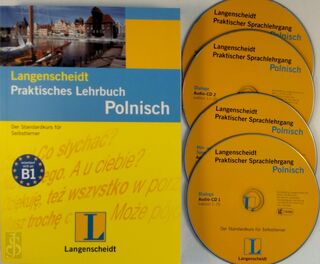 Langenscheidt
Praktisches Lehrbuch
Polnisch
Der Standardkurs für
Selbstlerner
Co słychać?
A u ciebie?
też wszystko w porz
trochę
Może pój
B1
L
Langenscheidt
Langenscheidt
Praktischer Sprachlehrgang
Polnisch
Langenscheidt
Praktischer Sprachlehrgang
Polnisch
Dialoge
Audio-CD 2
Langenscheidt
Praktischer Sprachlehrgang
Polnisch
Langenscheidt
Praktischer Sprachlehrgang
Polnisch
Dialoge
Audio-CD 1
L
Der Standardkurs für Selbstlerner